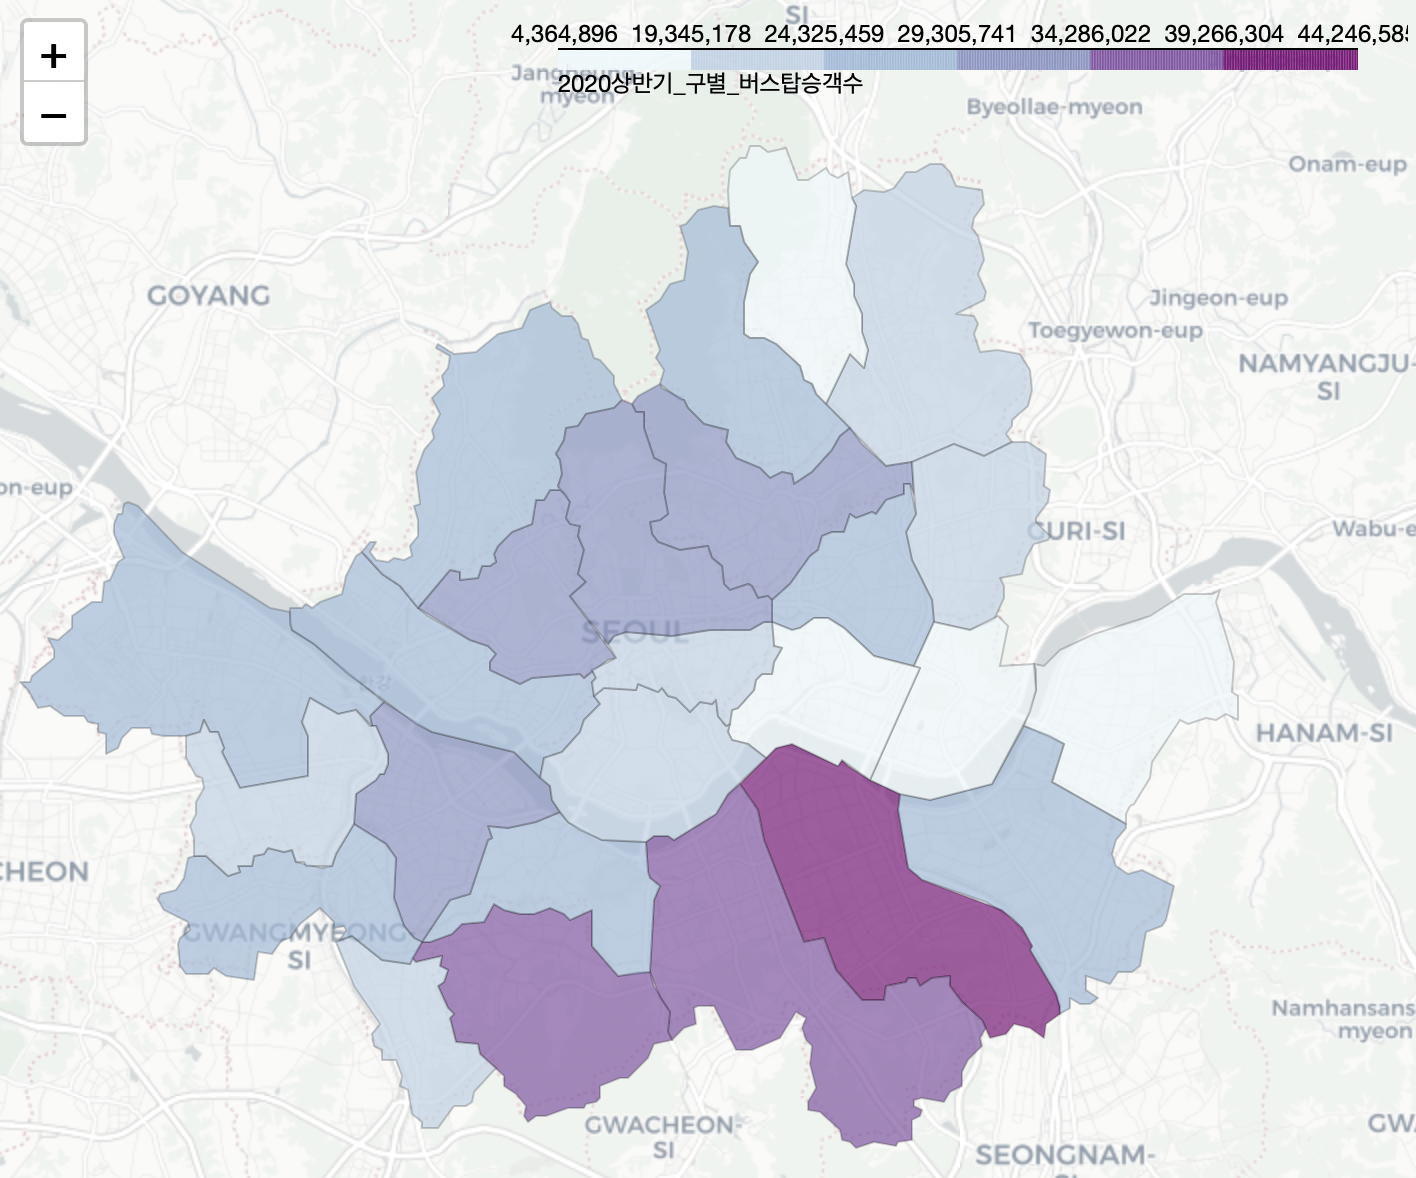 +
−
SI
4,364,896 19,345,178 24,325,459 29,305,741 34,286,022 39,266,304 44,246,585
2020상반기_구별_버스탑승객수
myeon
Byeollae-myeon
Onam-eup
GOYANG
Jingeon-eup
Toegyewon-eup
NAMYANGJU-
SI
on-eup
GURI-SI
Wabu-e
SEOUL
한강
HANAM-SI
CHEON
GWANGMYEONG-
SI
Namhansans
myeon
GWACHEON-
SI
GW
SEONGNAM-